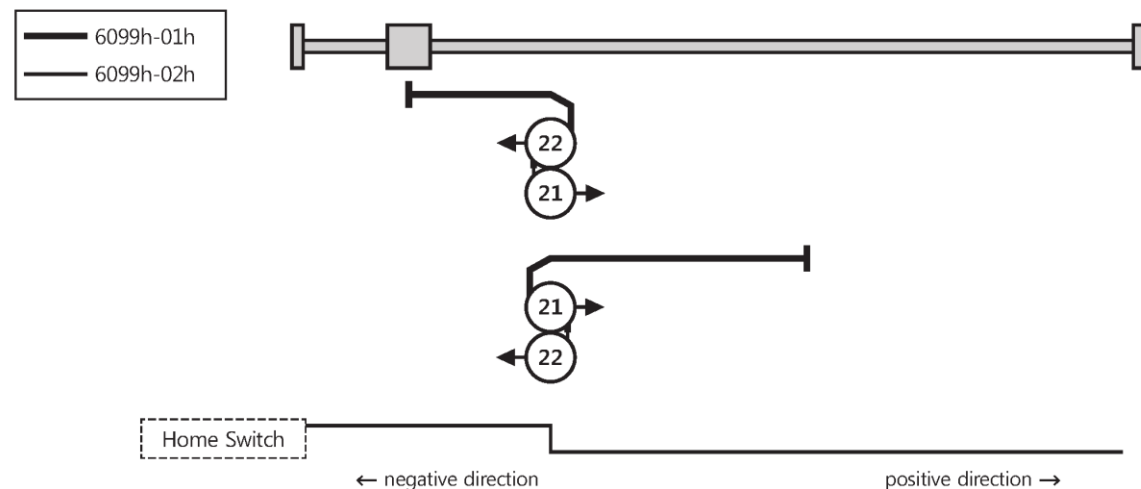 6099h-01h
6099h-02h
22
21
21
22
Home Switch
← negative direction
positive direction →